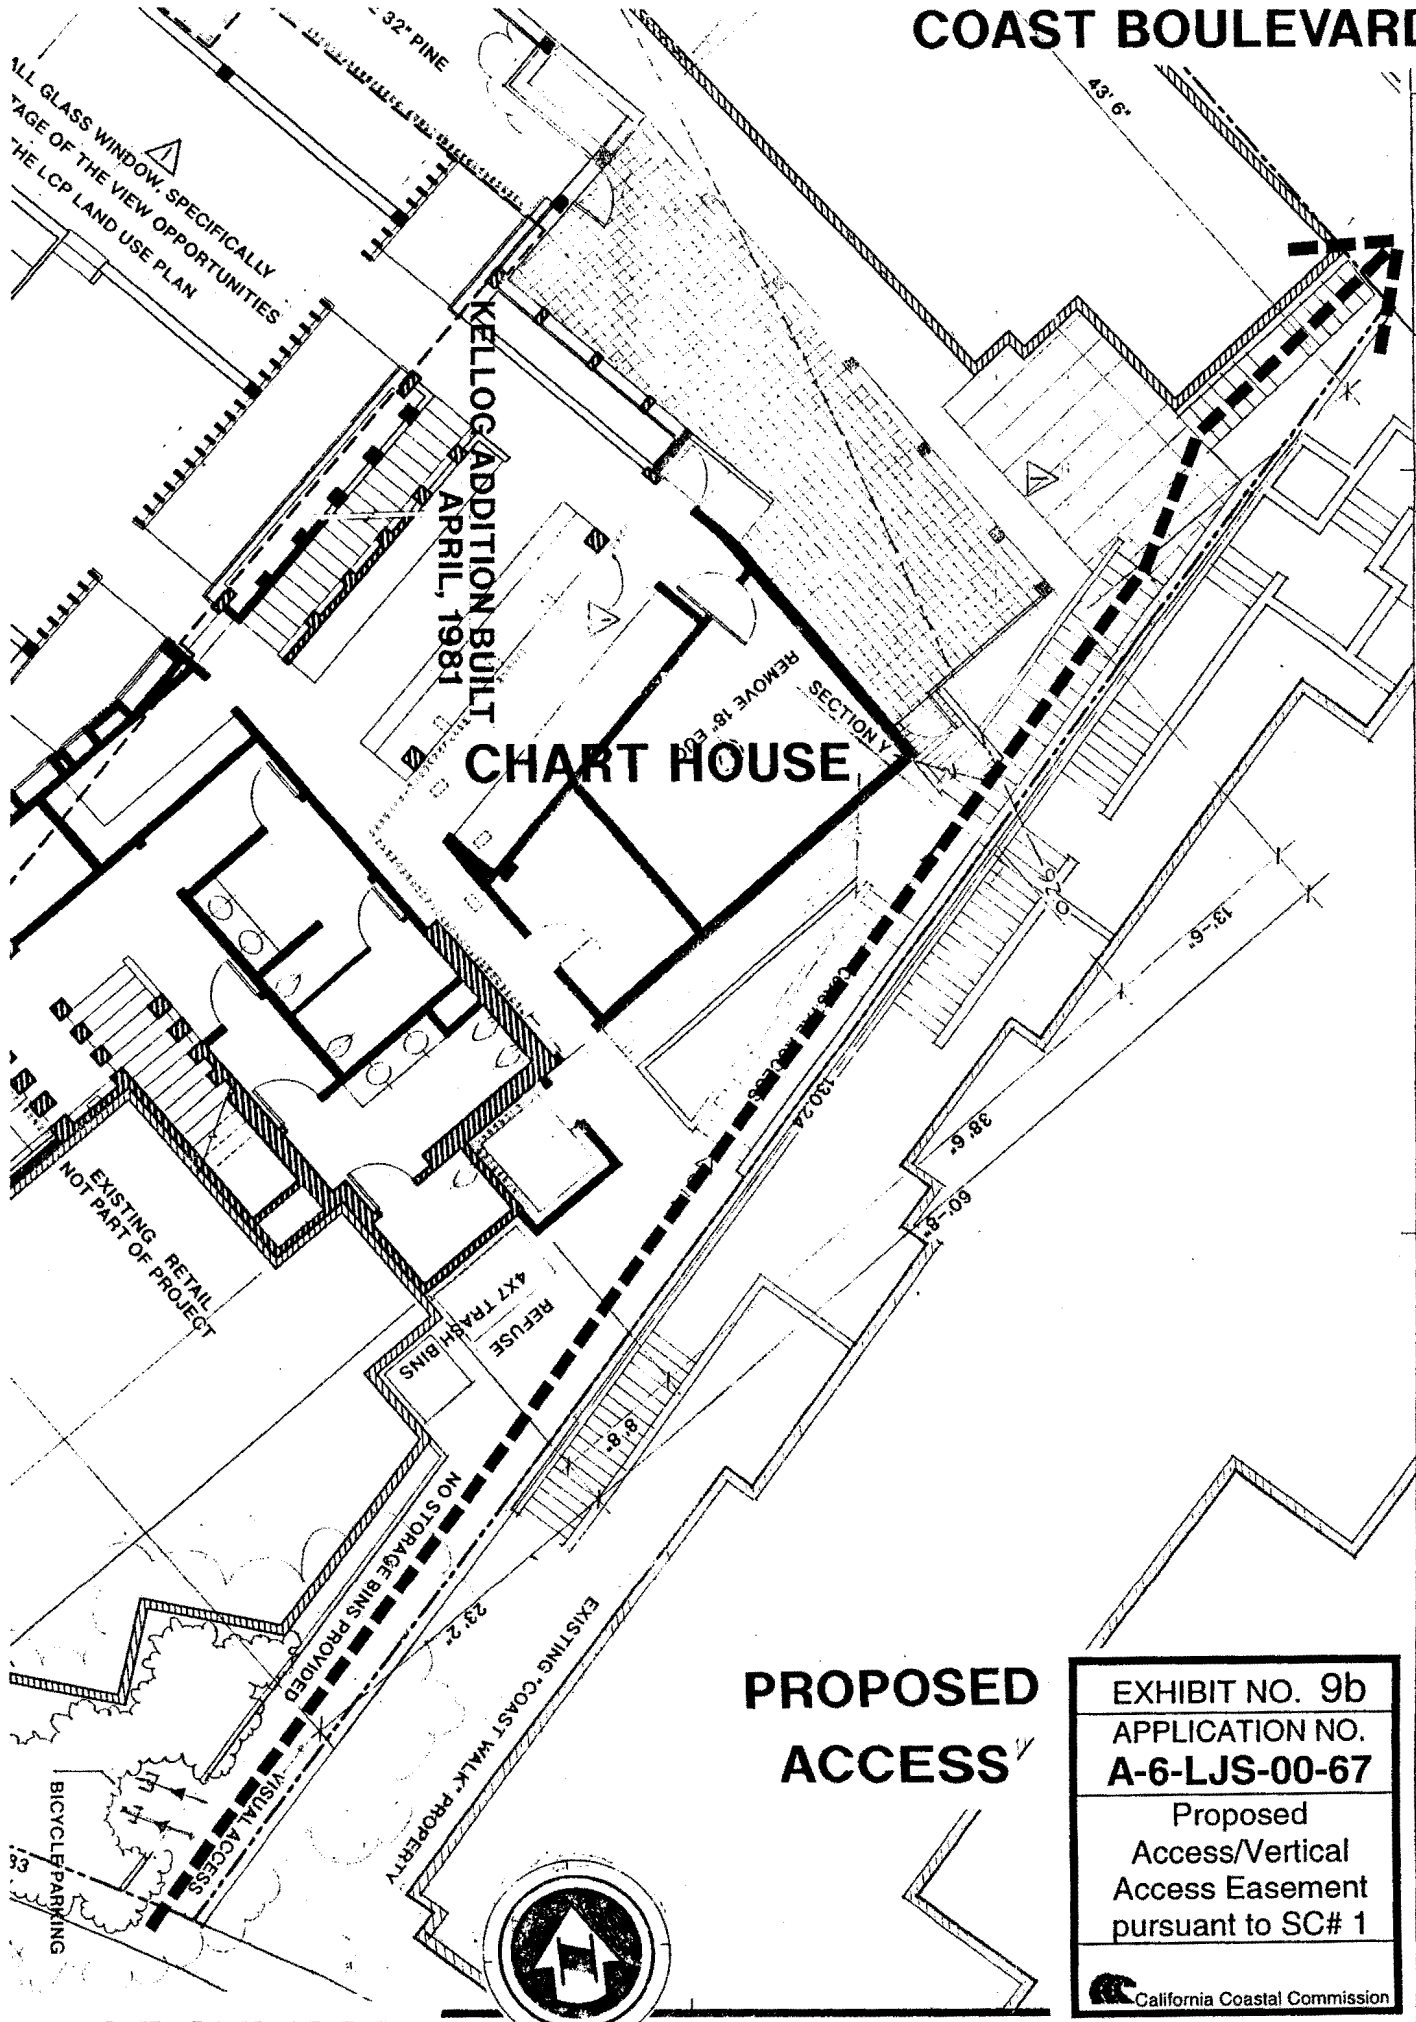 COAST BOULEVARD
32" PINE
43' 6"
ALL GLASS WINDOW, SPECIFICALLY
TAGE OF THE VIEW OPPORTUNITIES
THE LCP LAND USE PLAN
KELLOG ADDITION BUILT
APRIL, 1981
REMOVE 18" EUC
SECTION Y
CHART HOUSE
13'-6"
130.24
38' 6"
60'-8"
EXISTING RETAIL
NOT PART OF PROJECT
REFUSE
4X7 TRASH BINS
8'8"
NO STORAGE BINS PROVIDED
23' 2"
EXISTING "COAST WALK" PROPERTY
VISUAL ACCESS
BICYCLE PARKING
33
PROPOSED
ACCESS
EXHIBIT NO. 9b
APPLICATION NO.
A-6-LJS-00-67
Proposed
Access/Vertical
Access Easement
pursuant to SC# 1
California Coastal Commission